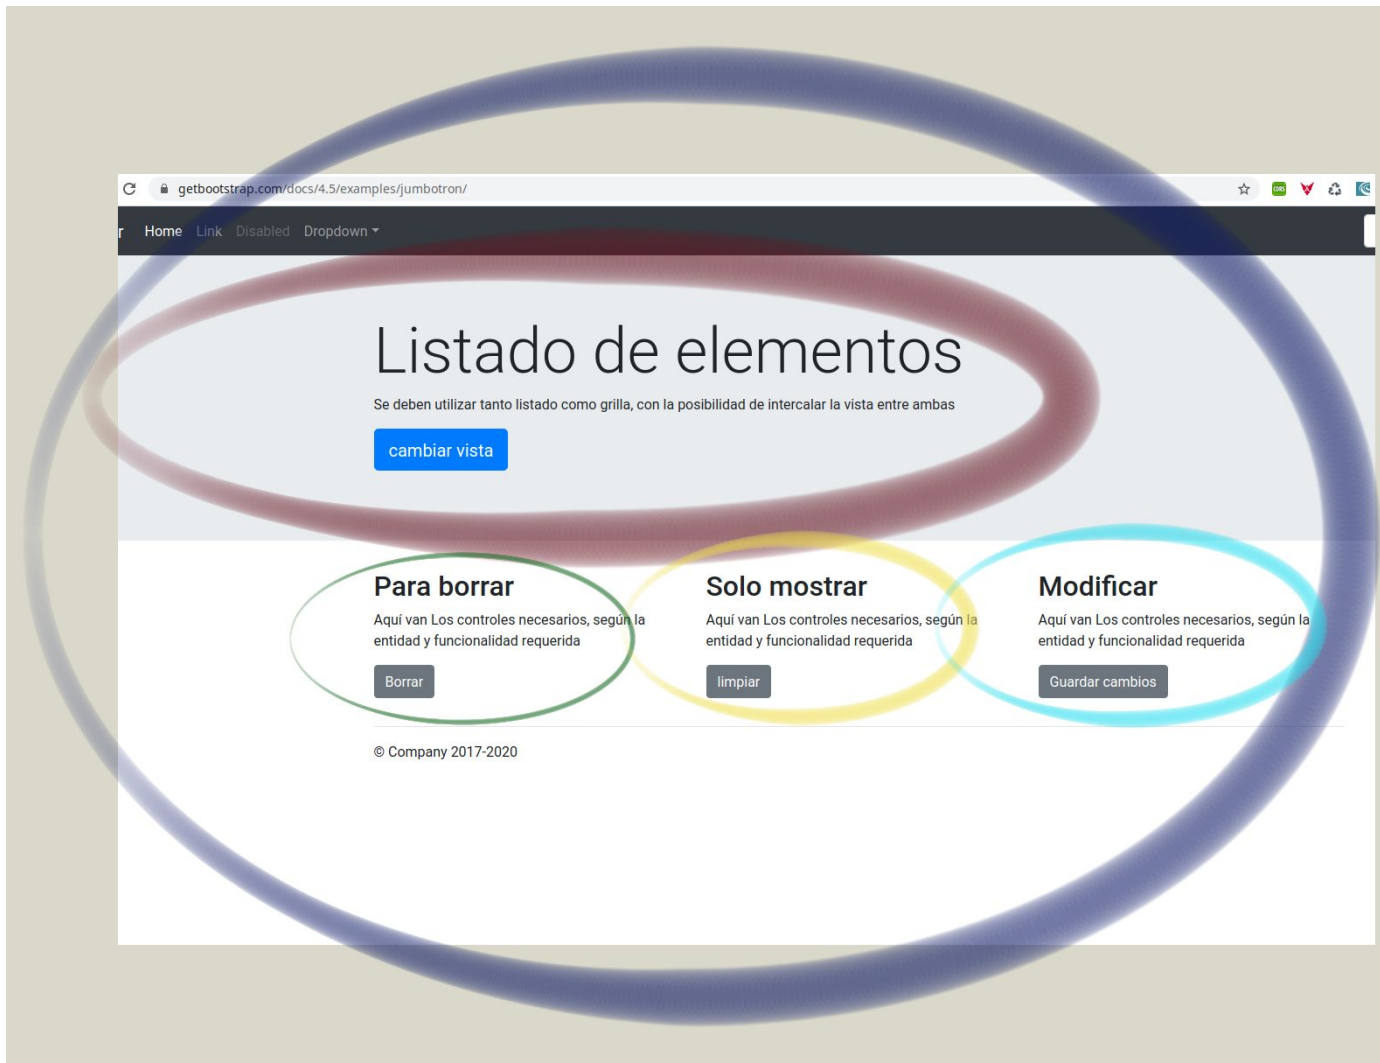 getbootstrap.com/docs/4.5/examples/jumbotron/
CORS
r Home Link Disabled Dropdown
Listado de elementos
Se deben utilizar tanto listado como grilla, con la posibilidad de intercalar la vista entre ambas
cambiar vista
Para borrar
Aquí van Los controles necesarios, según la
entidad y funcionalidad requerida
Borrar
Solo mostrar
Aquí van Los controles necesarios, según la
entidad y funcionalidad requerida
limpiar
Modificar
Aquí van Los controles necesarios, según la
entidad y funcionalidad requerida
Guardar cambios
© Company 2017-2020